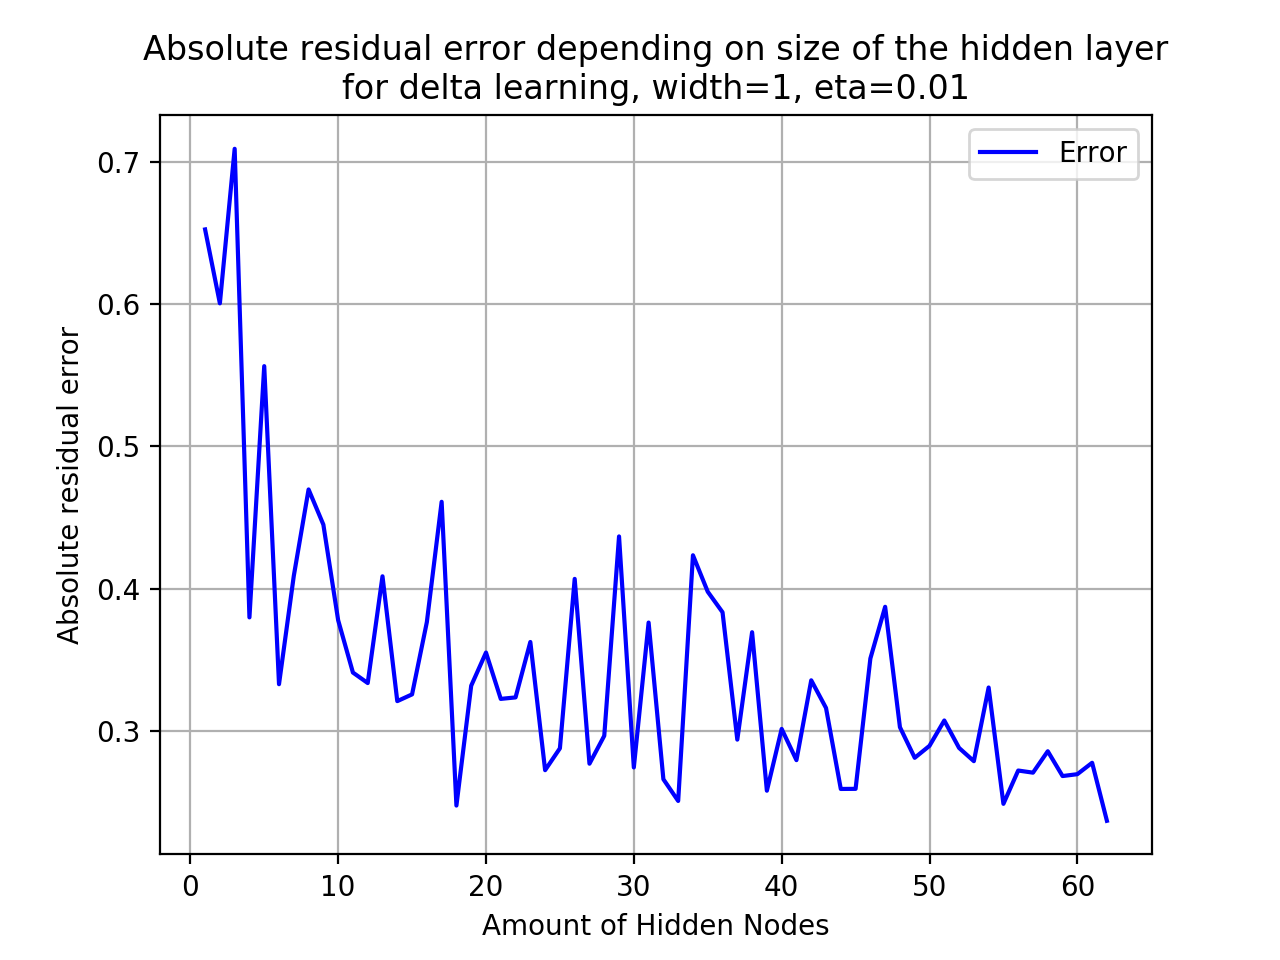 Absolute residual error depending on size of the hidden layer
for delta learning, width=1, eta=0.01
Error
0.7
0.6
0.5
0.4
0.3
Absolute residual error
0 10 20 30 40 50 60
Amount of Hidden Nodes